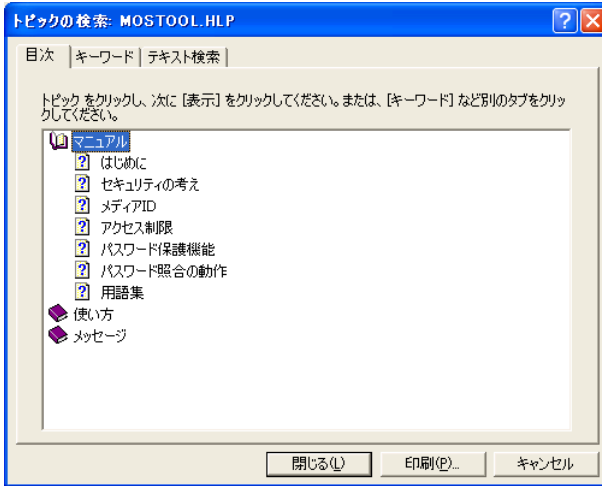 トピックの検索: MOSTOOL.HLP
目次 キーワード テキスト検索
トピック をクリックし、次に [表示] をクリックしてください。または、[キーワード] など別のタブをクリッ
クしてください。
マニュアル
はじめに
セキュリティの考え
メディアID
アクセス制限
パスワード保護機能
パスワード照合の動作
用語集
使い方
メッセージ
閉じる(L) 印刷(P)... キャンセル